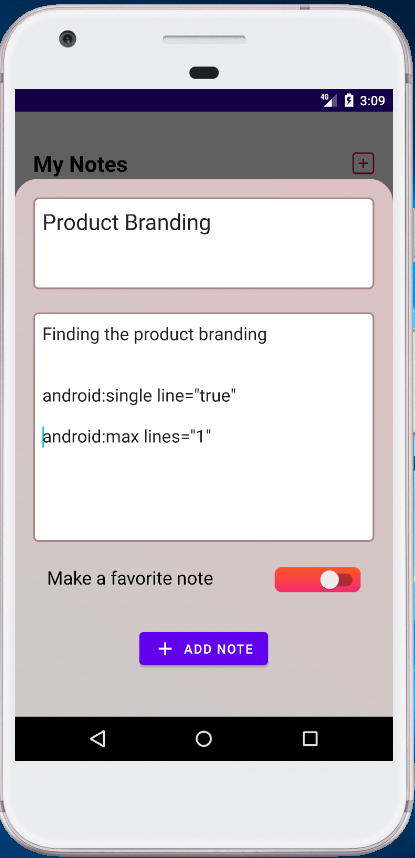 4G 3:09
My Notes
Product Branding
Finding the product branding
android:single line="true"
android:max lines="1"
Make a favorite note
+ ADD NOTE